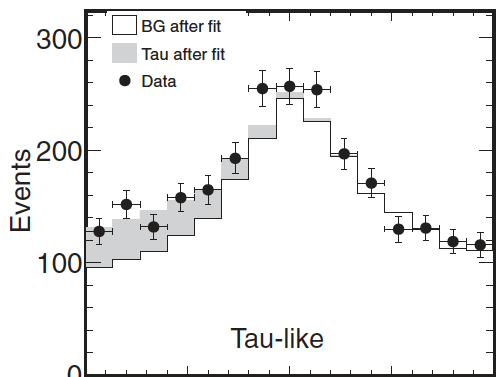 BG after fit
Tau after fit
Data
300
200
100
0
Events
Tau-like